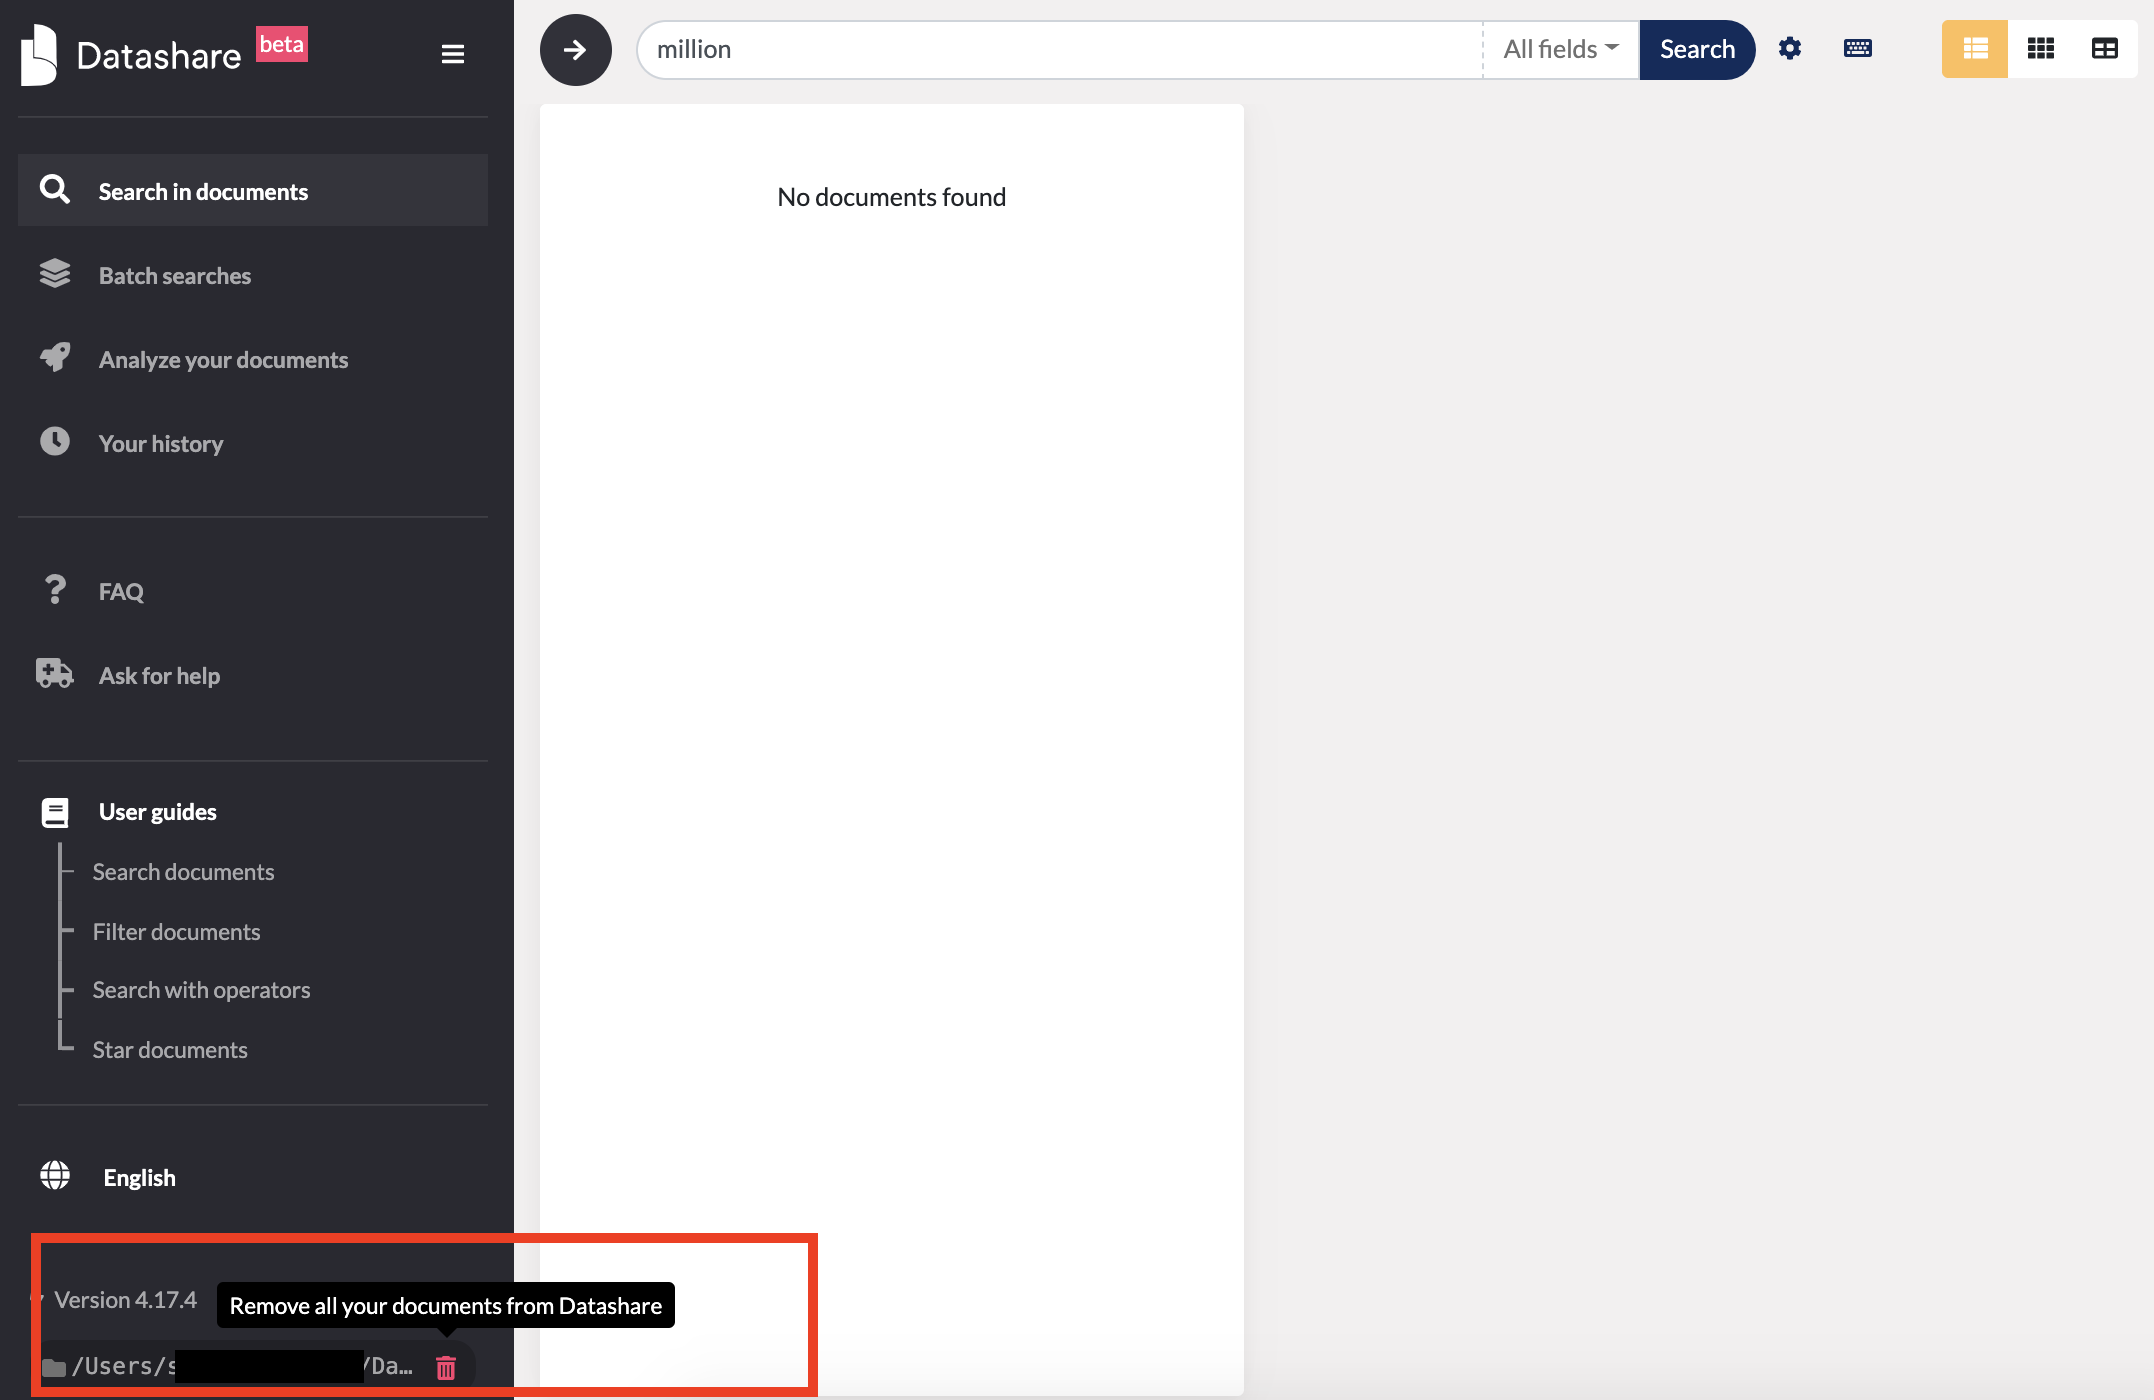 Datashare beta
million
All fields
Search
Search in documents
Batch searches
Analyze your documents
Your history
No documents found
FAQ
Ask for help
User guides
Search documents
Filter documents
Search with operators
Star documents
English
Version 4.17.4
Remove all your documents from Datashare
/Users/s /Da...